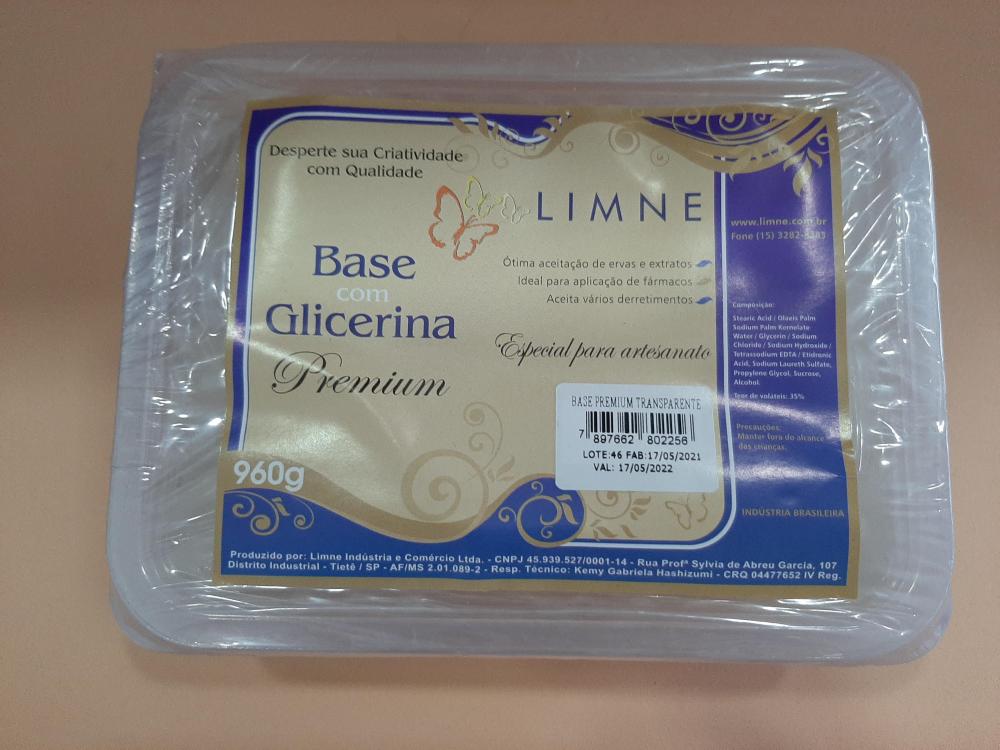 Desperte sua Criatividade
com Qualidade
LIMNE
Base
com
Glicerina
Premium
Ótima aceitação de ervas e extratos
Ideal para aplicação de fármacos
Aceita vários derretimentos
Especial para artesanato
BASE PREMIUM TRANSPARENTE
7 897662 802256
LOTE:46 FAB:17/05/2021
VAL: 17/05/2022
960g
www.limne.com.br
Fone (15) 3282-
Composição:
Stearic Acid / Olaeis Palm
Sodium Palm Kernelate
Water / Glycerin / Sodium
Chloride / Sodium Hydroxide /
Tetrassodium EDTA / Etidronic
Acid, Sodium Laureth Sulfate,
Propylene Glycol, Sucrose,
Alcohol.
Teor de voláteis: 35%
Precauções:
Manter fora do alcance
das crianças.
INDÚSTRIA BRASILEIRA
Produzido por: Limne Indústria e Comércio Ltda. - CNPJ 45.939.527/0001-14 - Rua Profª Sylvia de Abreu Garcia, 107
Distrito Industrial - Tietê / SP - AF/MS 2.01.089-2 - Resp. Técnico: Kemy Gabriela Hashizumi - CRQ 04477652 IV Reg.